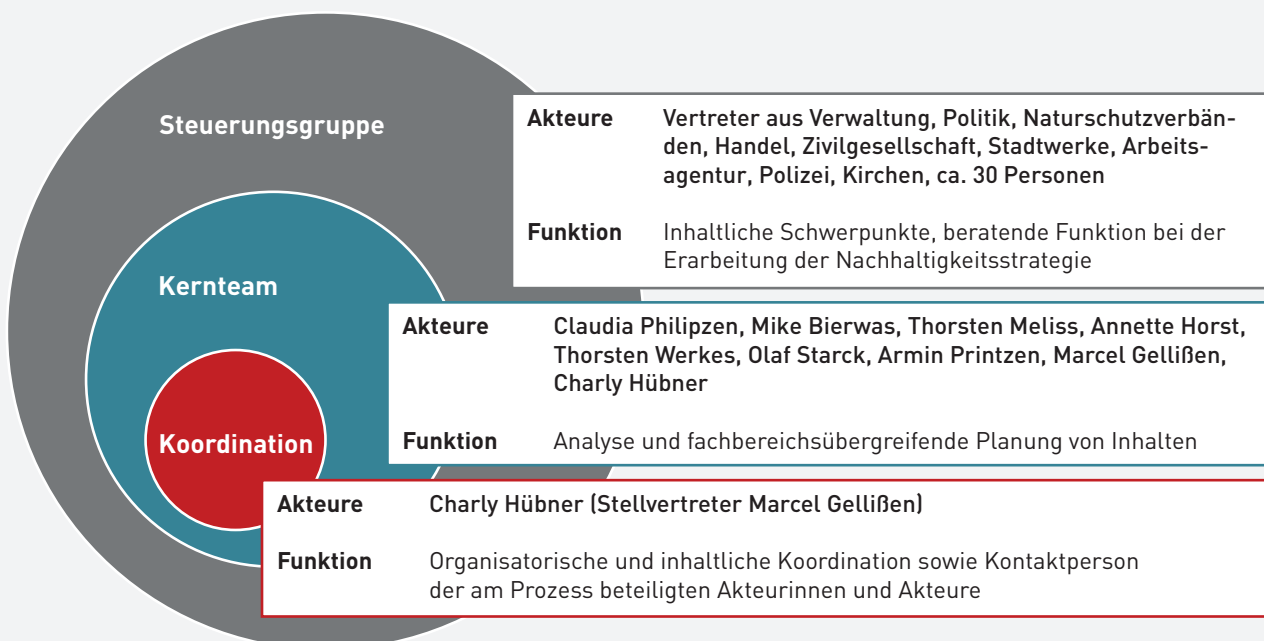 Steuerungsgruppe
Akteure Vertreter aus Verwaltung, Politik, Naturschutzverbän-
den, Handel, Zivilgesellschaft, Stadtwerke, Arbeits-
agentur, Polizei, Kirchen, ca. 30 Personen
Funktion Inhaltliche Schwerpunkte, beratende Funktion bei der
Erarbeitung der Nachhaltigkeitsstrategie
Kernteam
Akteure Claudia Philipzen, Mike Bierwas, Thorsten Meliss, Annette Horst,
Thorsten Werkes, Olaf Starck, Armin Printzen, Marcel Gellißen,
Charly Hübner
Funktion Analyse und fachbereichsübergreifende Planung von Inhalten
Koordination
Akteure Charly Hübner (Stellvertreter Marcel Gellißen)
Funktion Organisatorische und inhaltliche Koordination sowie Kontaktperson
der am Prozess beteiligten Akteurinnen und Akteure